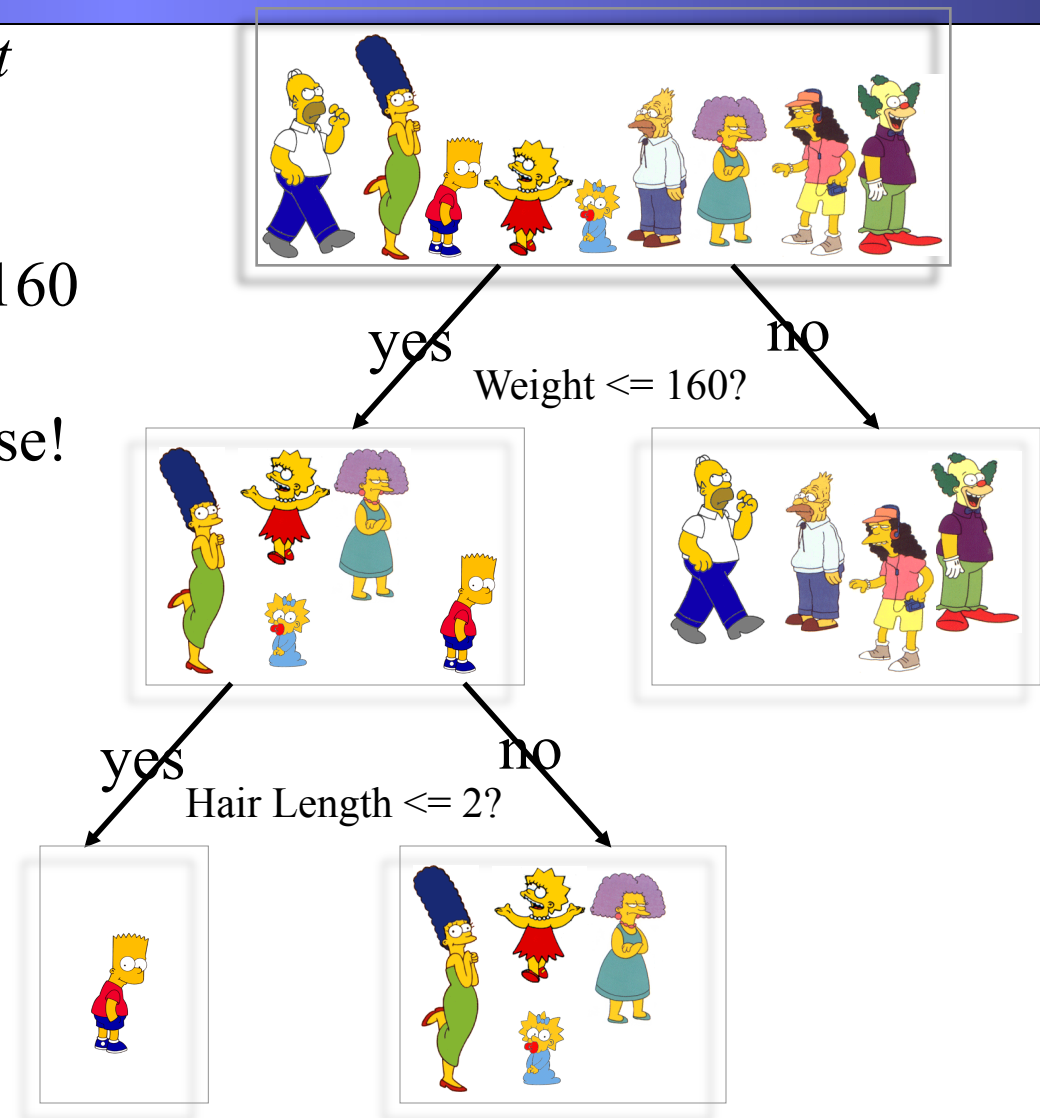 t
160
se!
yes
no
Weight <= 160?
yes
no
Hair Length <= 2?